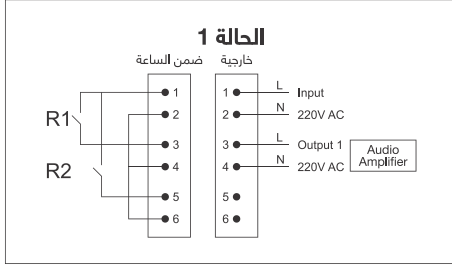 الحالة 1
ضمن الساعة خارجية
1 1 L Input
2 2 N 220V AC
R1
3 3 L Output 1 Audio
4 4 N 220V AC Amplifier
R2
5 5
6 6